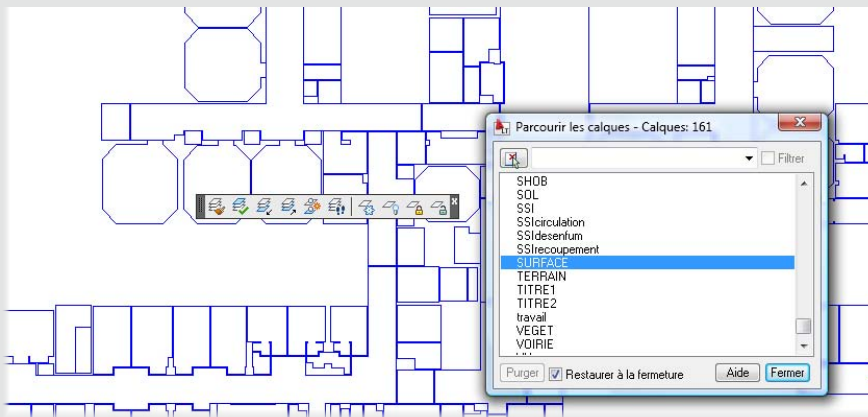 Parcourir les calques - Calques: 161
Filtrer
SHOB
SOL
SSI
SSIcirculation
SSIdesenfum
SSIrecoupement
SURFACE
TERRAIN
TITRE1
TITRE2
travail
VEGET
VOIRIE
Purger Restaurer à la fermeture Aide Fermer